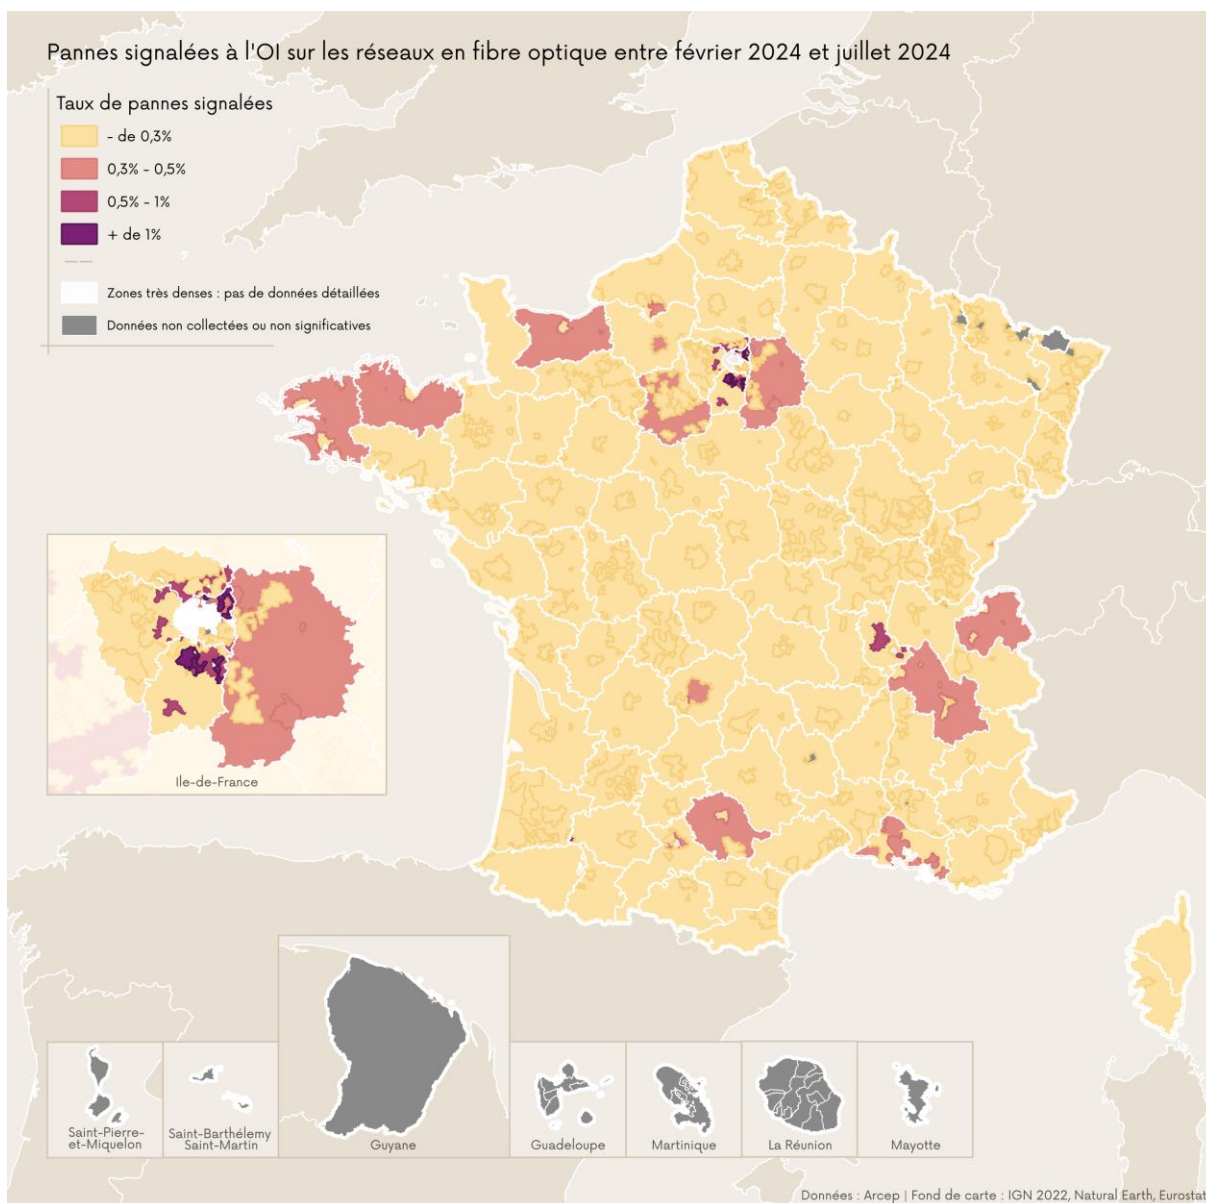 Pannes signalées à l'OI sur les réseaux en fibre optique entre février 2024 et juillet 2024
Taux de pannes signalées
- de 0,3%
0,3% - 0,5%
0,5% - 1%
+ de 1%
Zones très denses : pas de données détaillées
Données non collectées ou non significatives
Ile-de-France
Saint-Pierre-
et-Miquelon
Saint-Barthélemy
Saint-Martin
Guyane
Guadeloupe
Martinique
La Réunion
Mayotte
Données : Arcep | Fond de carte : IGN 2022, Natural Earth, Eurostat